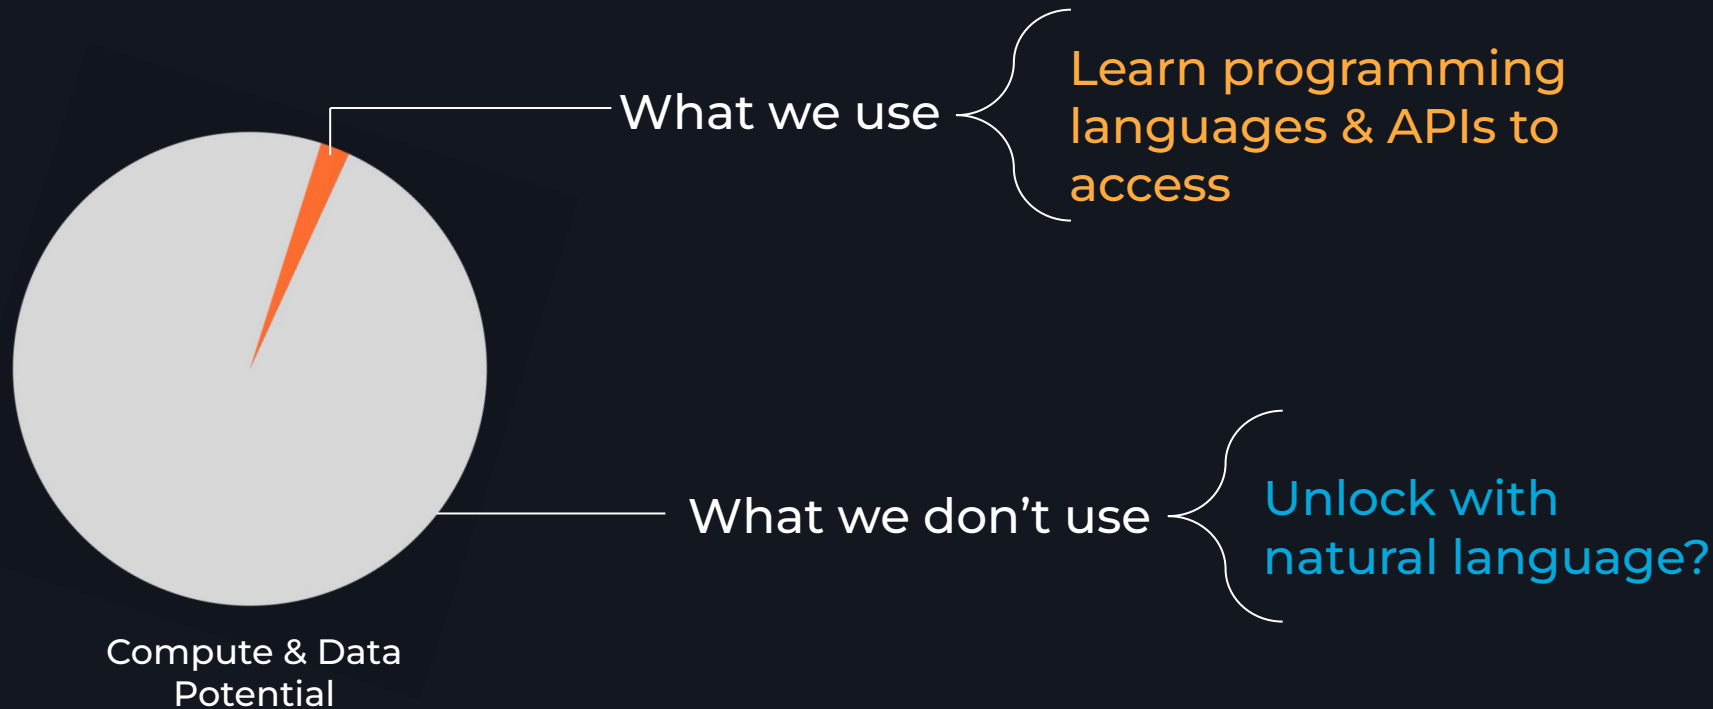 What we use
Learn programming
languages & APIs to
access
What we don’t use
Unlock with
natural language?
Compute & Data
Potential